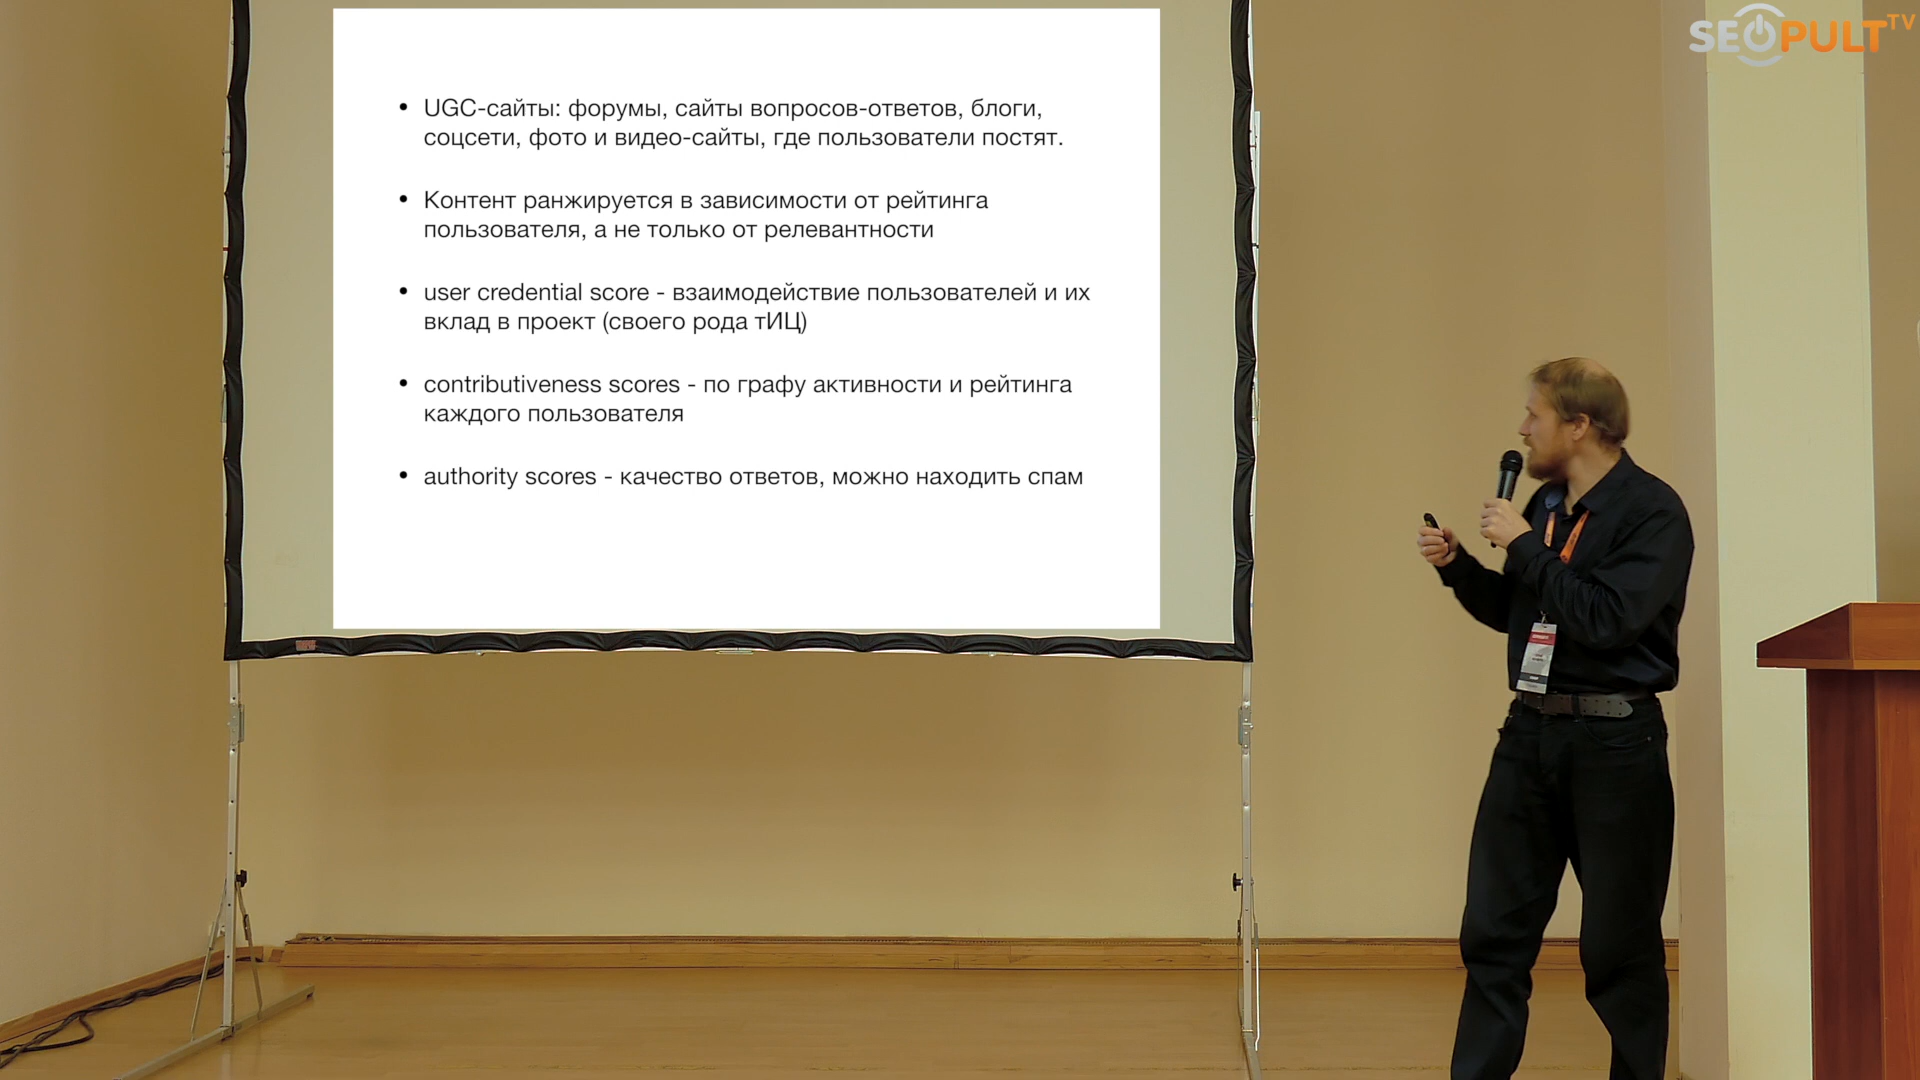 SEOPULT TV
• UGC-сайты: форумы, сайты вопросов-ответов, блоги,
соцсети, фото и видео-сайты, где пользователи постят.
• Контент ранжируется в зависимости от рейтинга
пользователя, а не только от релевантности
• user credential score - взаимодействие пользователей и их
вклад в проект (своего рода тИЦ)
• contributiveness scores - по графу активности и рейтинга
каждого пользователя
• authority scores - качество ответов, можно находить спам